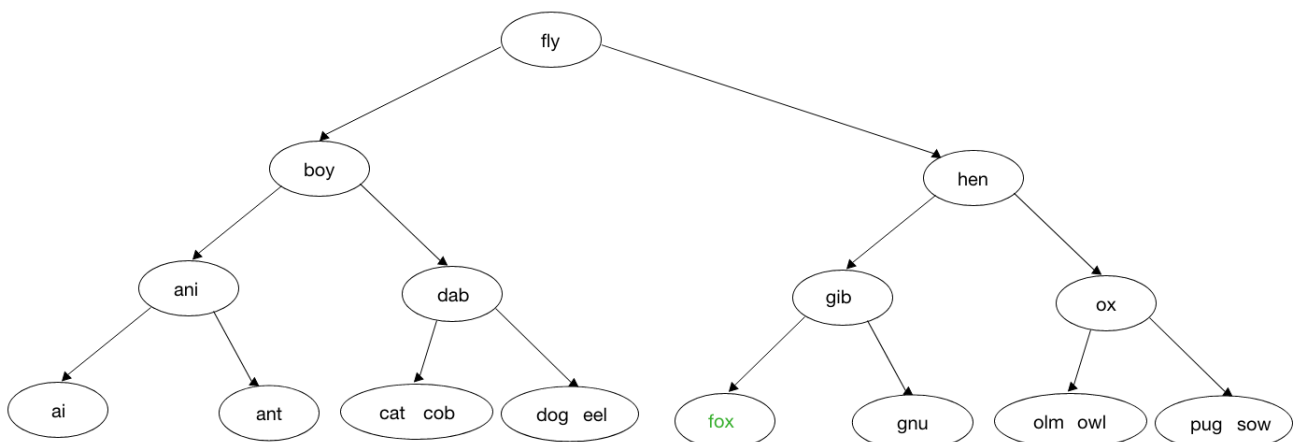 fly
boy
hen
ani
dab
gib
ox
ai
ant
cat cob
dog eel
fox
gnu
olm owl
pug sow